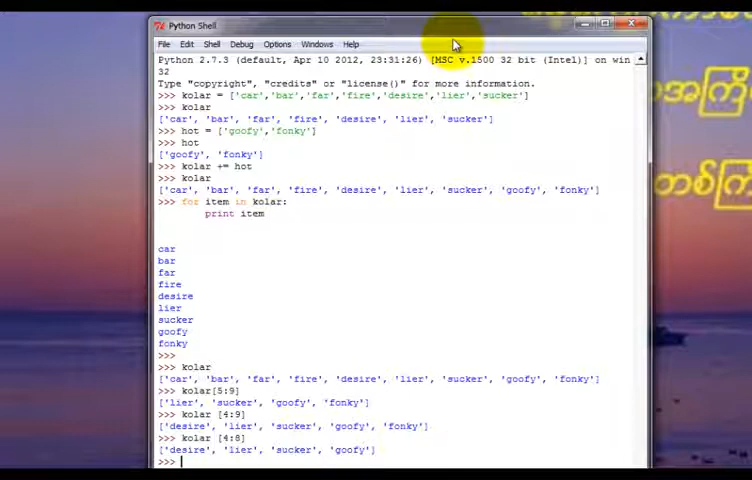 Python Shell
File Edit Shell Debug Options Windows Help
Python 2.7.3 (default, Apr 10 2012, 23:31:26) [MSC v.1500 32 bit (Intel)] on win
32
Type "copyright", "credits" or "license()" for more information.
>>> kolar = ['car','bar','far','fire','desire','lier','sucker']
>>> kolar
['car', 'bar', 'far', 'fire', 'desire', 'lier', 'sucker']
>>> hot = ['goofy','fonky']
>>> hot
['goofy', 'fonky']
>>> kolar += hot
>>> kolar
['car', 'bar', 'far', 'fire', 'desire', 'lier', 'sucker', 'goofy', 'fonky']
>>> for item in kolar:
print item
car
bar
far
fire
desire
lier
sucker
goofy
fonky
>>>
>>> kolar
['car', 'bar', 'far', 'fire', 'desire', 'lier', 'sucker', 'goofy', 'fonky']
>>> kolar[5:9]
['lier', 'sucker', 'goofy', 'fonky']
>>> kolar [4:9]
['desire', 'lier', 'sucker', 'goofy', 'fonky']
>>> kolar [4:8]
['desire', 'lier', 'sucker', 'goofy']
>>>